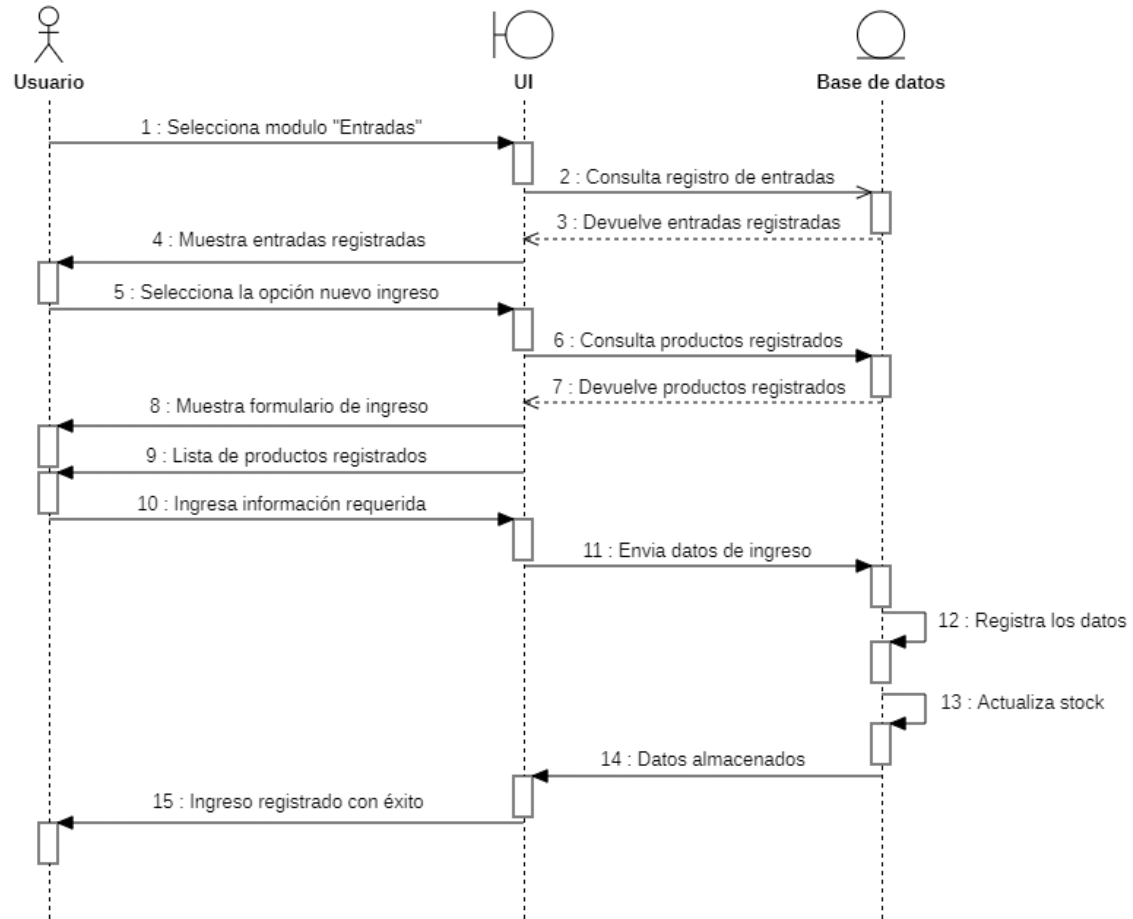 Usuario
UI
Base de datos
1 : Selecciona modulo "Entradas"
2 : Consulta registro de entradas
3 : Devuelve entradas registradas
4 : Muestra entradas registradas
5 : Selecciona la opción nuevo ingreso
6 : Consulta productos registrados
7 : Devuelve productos registrados
8 : Muestra formulario de ingreso
9 : Lista de productos registrados
10 : Ingresa información requerida
11 : Envia datos de ingreso
12 : Registra los datos
13 : Actualiza stock
14 : Datos almacenados
15 : Ingreso registrado con éxito